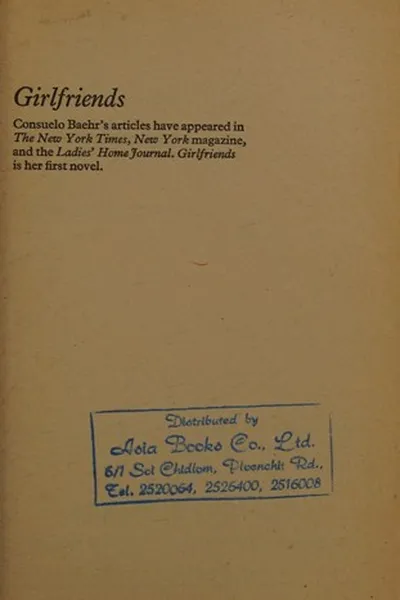 Girlfriends
Consuelo Baehr's articles have appeared in
The New York Times, New York magazine,
and the Ladies' Home Journal. Girlfriends
is her first novel.
Distributed by
Asia Books Co., Ltd.
6/1 Soi Chidlom, Ploenchit Rd.,
Tel. 2520064, 2526400, 2516008